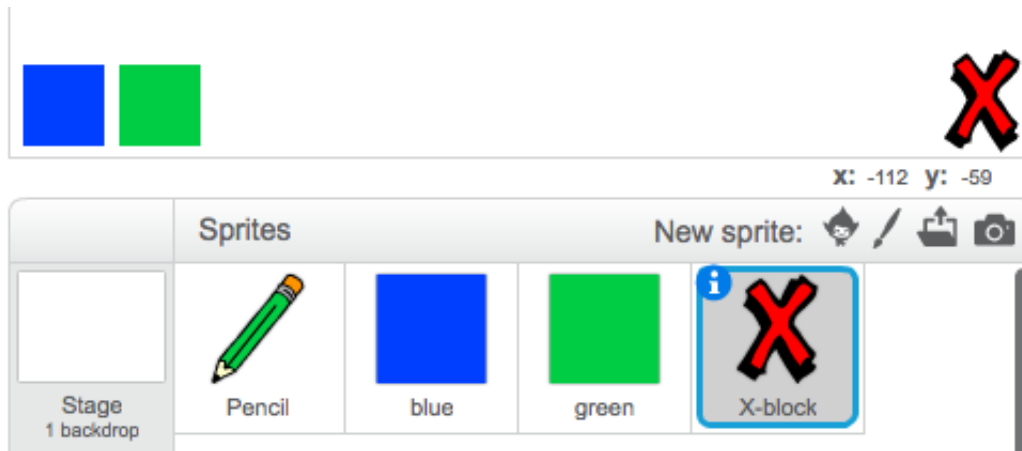 x: -112 y: -59
Sprites New sprite:
Stage
1 backdrop
Pencil
blue
green
X-block